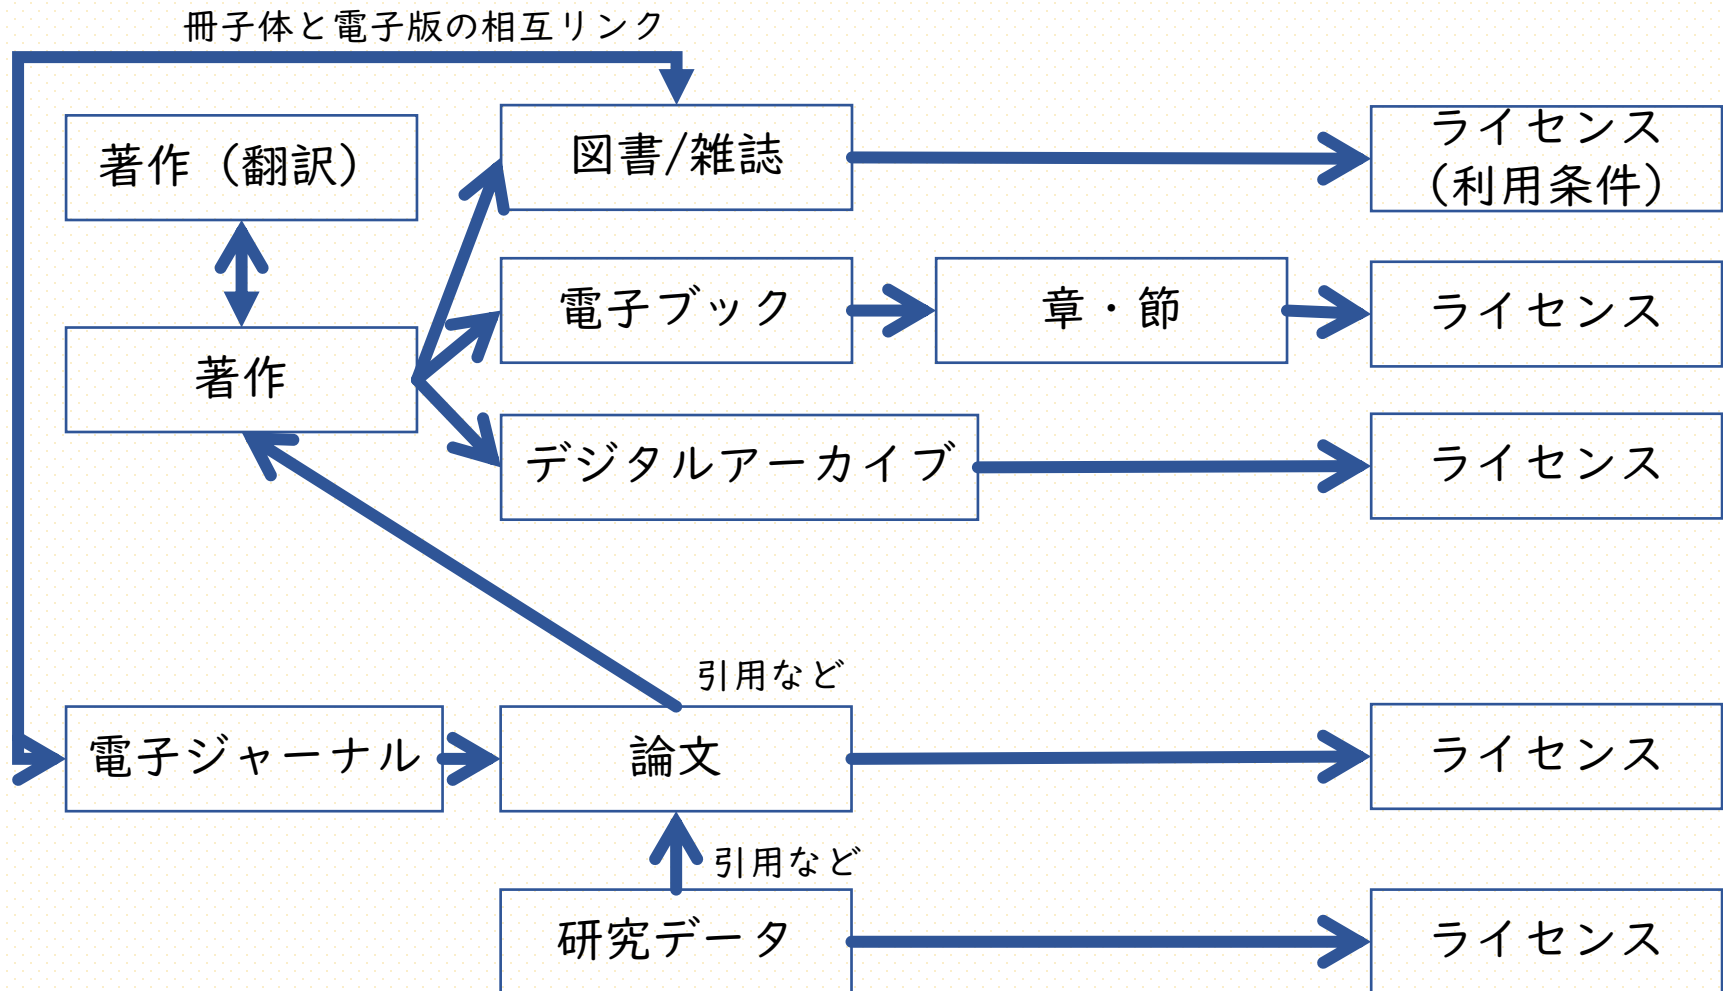 冊子体と電子版の相互リンク
著作（翻訳）
図書/雑誌
ライセンス
（利用条件）
電子ブック
章・節
ライセンス
著作
デジタルアーカイブ
ライセンス
引用など
電子ジャーナル
論文
ライセンス
引用など
研究データ
ライセンス